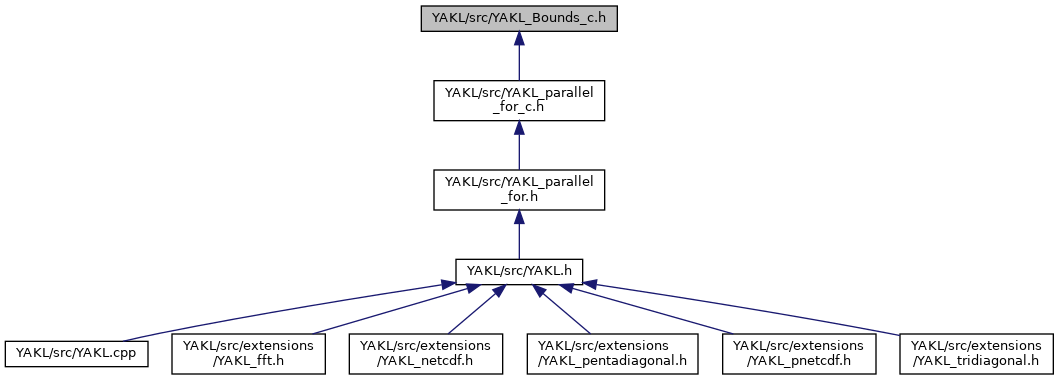 YAKL/src/YAKL_Bounds_c.h
YAKL/src/YAKL_parallel
_for_c.h
YAKL/src/YAKL_parallel
_for.h
YAKL/src/YAKL.h
YAKL/src/YAKL.cpp
YAKL/src/extensions
/YAKL_fft.h
YAKL/src/extensions
/YAKL_netcdf.h
YAKL/src/extensions
/YAKL_pentadiagonal.h
YAKL/src/extensions
/YAKL_pnetcdf.h
YAKL/src/extensions
/YAKL_tridiagonal.h